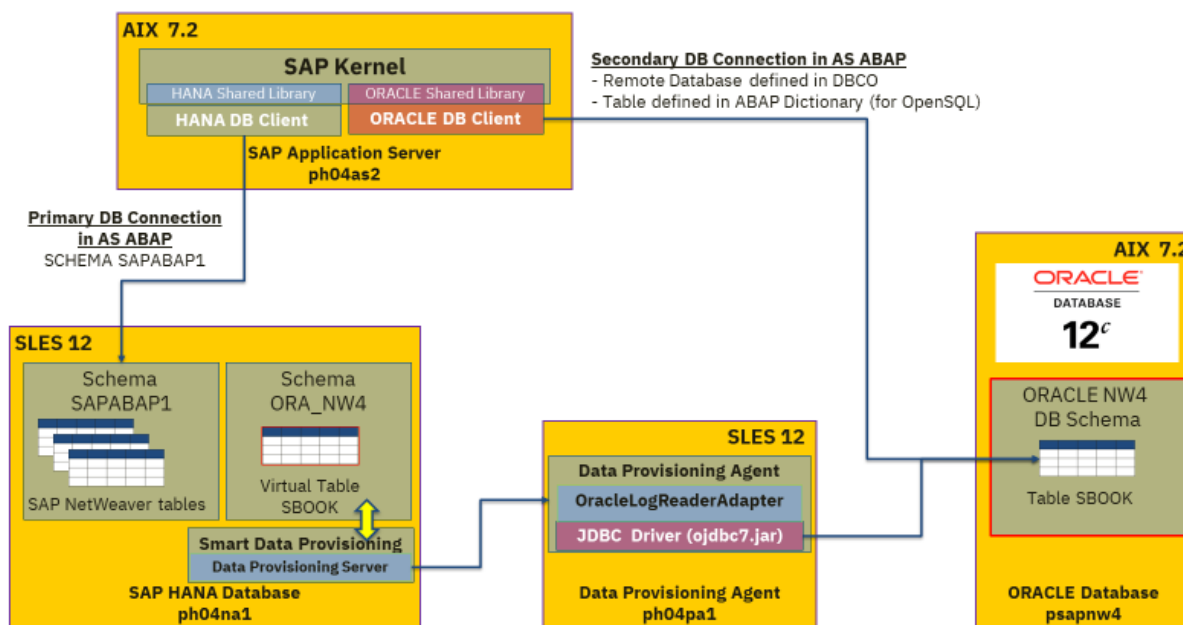 AIX 7.2
SAP Kernel
HANA Shared Library
ORACLE Shared Library
HANA DB Client
ORACLE DB Client
SAP Application Server
ph04as2
Secondary DB Connection in AS ABAP
- Remote Database defined in DBCO
- Table defined in ABAP Dictionary (for OpenSQL)
Primary DB Connection
in AS ABAP
SCHEMA SAPABAP1
SLES 12
Schema
SAPABAP1
SAP NetWeaver tables
Schema
ORA_NW4
Virtual Table
SBOOK
Smart Data Provisioning
Data Provisioning Server
SAP HANA Database
ph04na1
SLES 12
Data Provisioning Agent
OracleLogReaderAdapter
JDBC Driver (ojdbc7.jar)
Data Provisioning Agent
ph04pa1
AIX 7.2
ORACLE
DATABASE
12c
ORACLE NW4
DB Schema
Table SBOOK
ORACLE Database
psapnw4